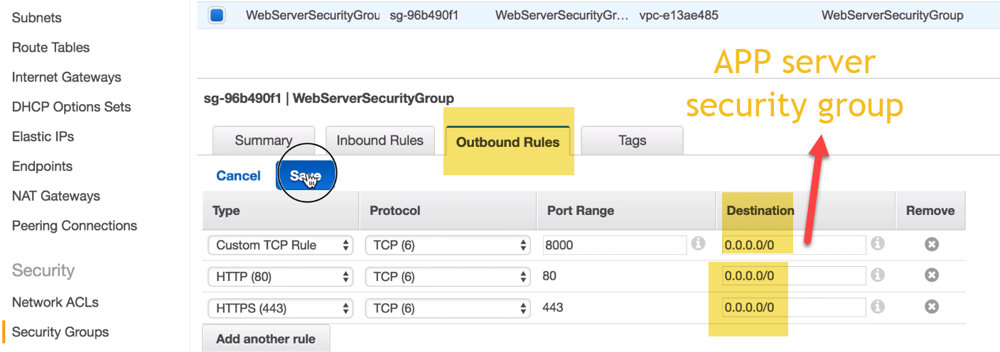 Subnets
Route Tables
Internet Gateways
DHCP Options Sets
Elastic IPs
Endpoints
NAT Gateways
Peering Connections
Security
Network ACLs
Security Groups
WebServerSecurityGrou sg-96b490f1 WebServerSecurityGr… vpc-e13ae485 WebServerSecurityGroup
APP server
security group
sg-96b490f1 | WebServerSecurityGroup
Summary Inbound Rules Outbound Rules Tags
Cancel Save
Type Protocol Port Range Destination Remove
Custom TCP Rule TCP (6) 8000 0.0.0.0/0
HTTP (80) TCP (6) 80 0.0.0.0/0
HTTPS (443) TCP (6) 443 0.0.0.0/0
Add another rule